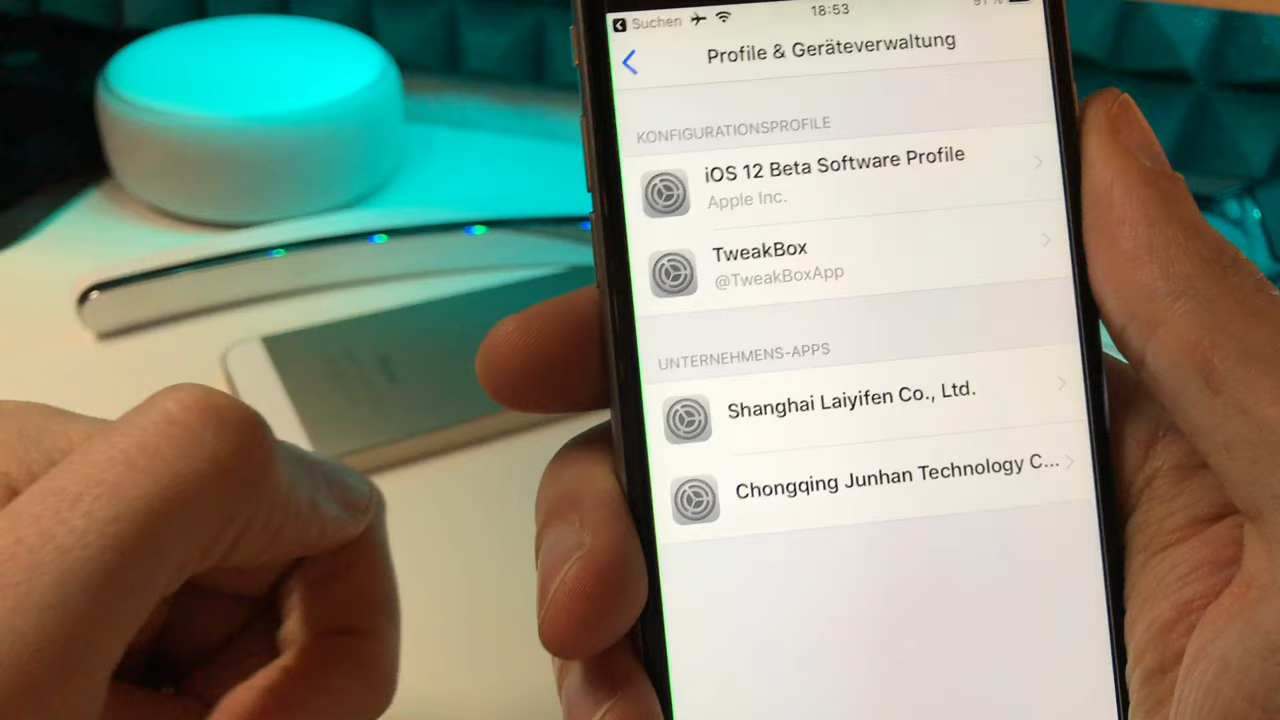 Suchen
18:53
91 %
Profile & Geräteverwaltung
KONFIGURATIONSPROFILE
iOS 12 Beta Software Profile
Apple Inc.
TweakBox
@TweakBoxApp
UNTERNEHMENS-APPS
Shanghai Laiyifen Co., Ltd.
Chongqing Junhan Technology C...